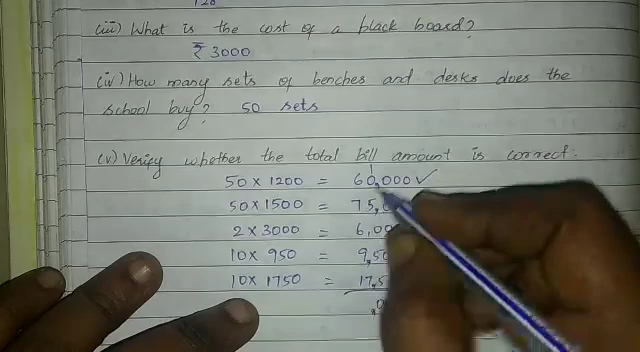 (iii) What is the cost of a black board?
₹ 3000
(iv) How many sets of benches and desks does the
school buy? 50 sets
(v) Verify whether the total bill amount is correct.
50 x 1200 = 60,000 ✓
50 x 1500 = 75,
2 x 3000 = 6,00
10 x 950 = 9,50
10 x 1750 = 17,5